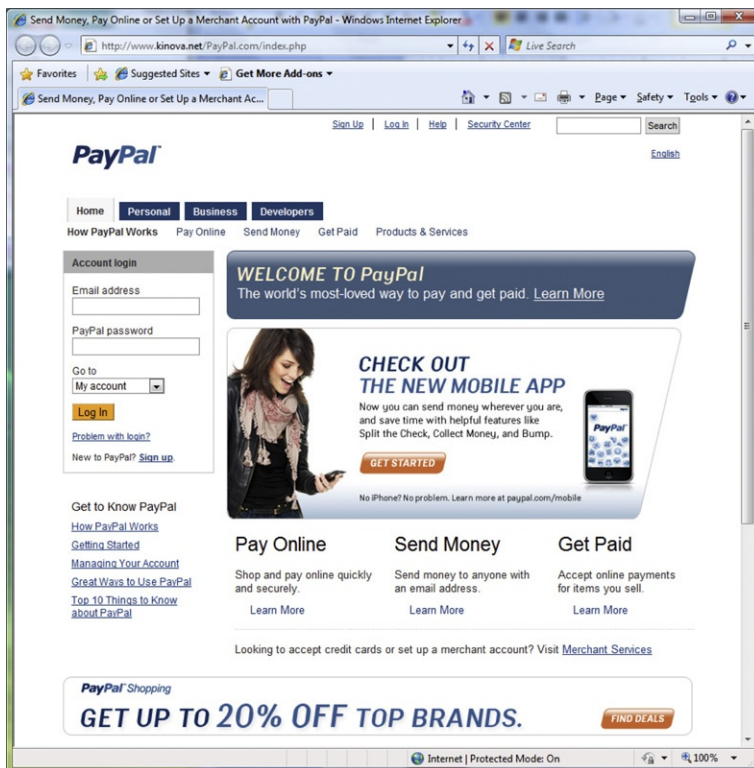 Send Money, Pay Online or Set Up a Merchant Account with PayPal - Windows Internet Explorer
http://www.kinova.net/PayPal.com/index.php
Live Search
Favorites Suggested Sites Get More Add-ons
Send Money, Pay Online or Set Up a Merchant Ac...
Page Safety Tools
Sign Up | Log In | Help | Security Center Search
PayPal
English
Home Personal Business Developers
How PayPal Works Pay Online Send Money Get Paid Products & Services
Account login
Email address
PayPal password
Go to
My account
Log In
Problem with login?
New to PayPal? Sign up.
WELCOME TO PayPal
The world's most-loved way to pay and get paid. Learn More
CHECK OUT
THE NEW MOBILE APP
Now you can send money wherever you are,
and save time with helpful features like
Split the Check, Collect Money, and Bump.
GET STARTED
PayPal
No iPhone? No problem. Learn more at paypal.com/mobile
Get to Know PayPal
How PayPal Works
Getting Started
Managing Your Account
Great Ways to Use PayPal
Top 10 Things to Know
about PayPal
Pay Online
Shop and pay online quickly
and securely.
Learn More
Send Money
Send money to anyone with
an email address.
Learn More
Get Paid
Accept online payments
for items you sell.
Learn More
Looking to accept credit cards or set up a merchant account? Visit Merchant Services
PayPal Shopping
GET UP TO 20% OFF TOP BRANDS.
FIND DEALS
Internet | Protected Mode: On
100%